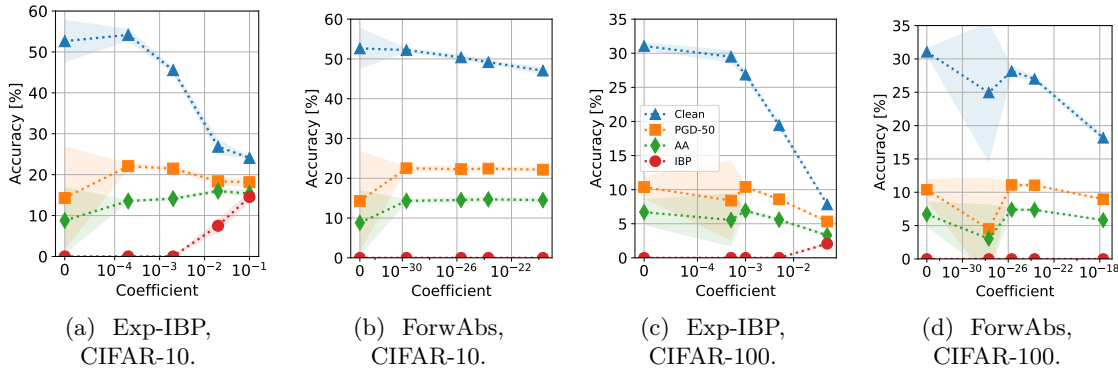 60
50
40
30
20
10
0
Accuracy [%]
0
10⁻⁴
10⁻³
10⁻²
10⁻¹
Coefficient
(a) Exp-IBP,
CIFAR-10.
60
50
40
30
20
10
0
Accuracy [%]
0
10⁻³⁰
10⁻²⁶
10⁻²²
Coefficient
(b) ForwAbs,
CIFAR-10.
35
30
25
20
15
10
5
0
Accuracy [%]
Clean
PGD-50
AA
IBP
0
10⁻⁴
10⁻³
10⁻²
Coefficient
(c) Exp-IBP,
CIFAR-100.
35
30
25
20
15
10
5
0
Accuracy [%]
0
10⁻³⁰
10⁻²⁶
10⁻²²
10⁻¹⁸
Coefficient
(d) ForwAbs,
CIFAR-100.